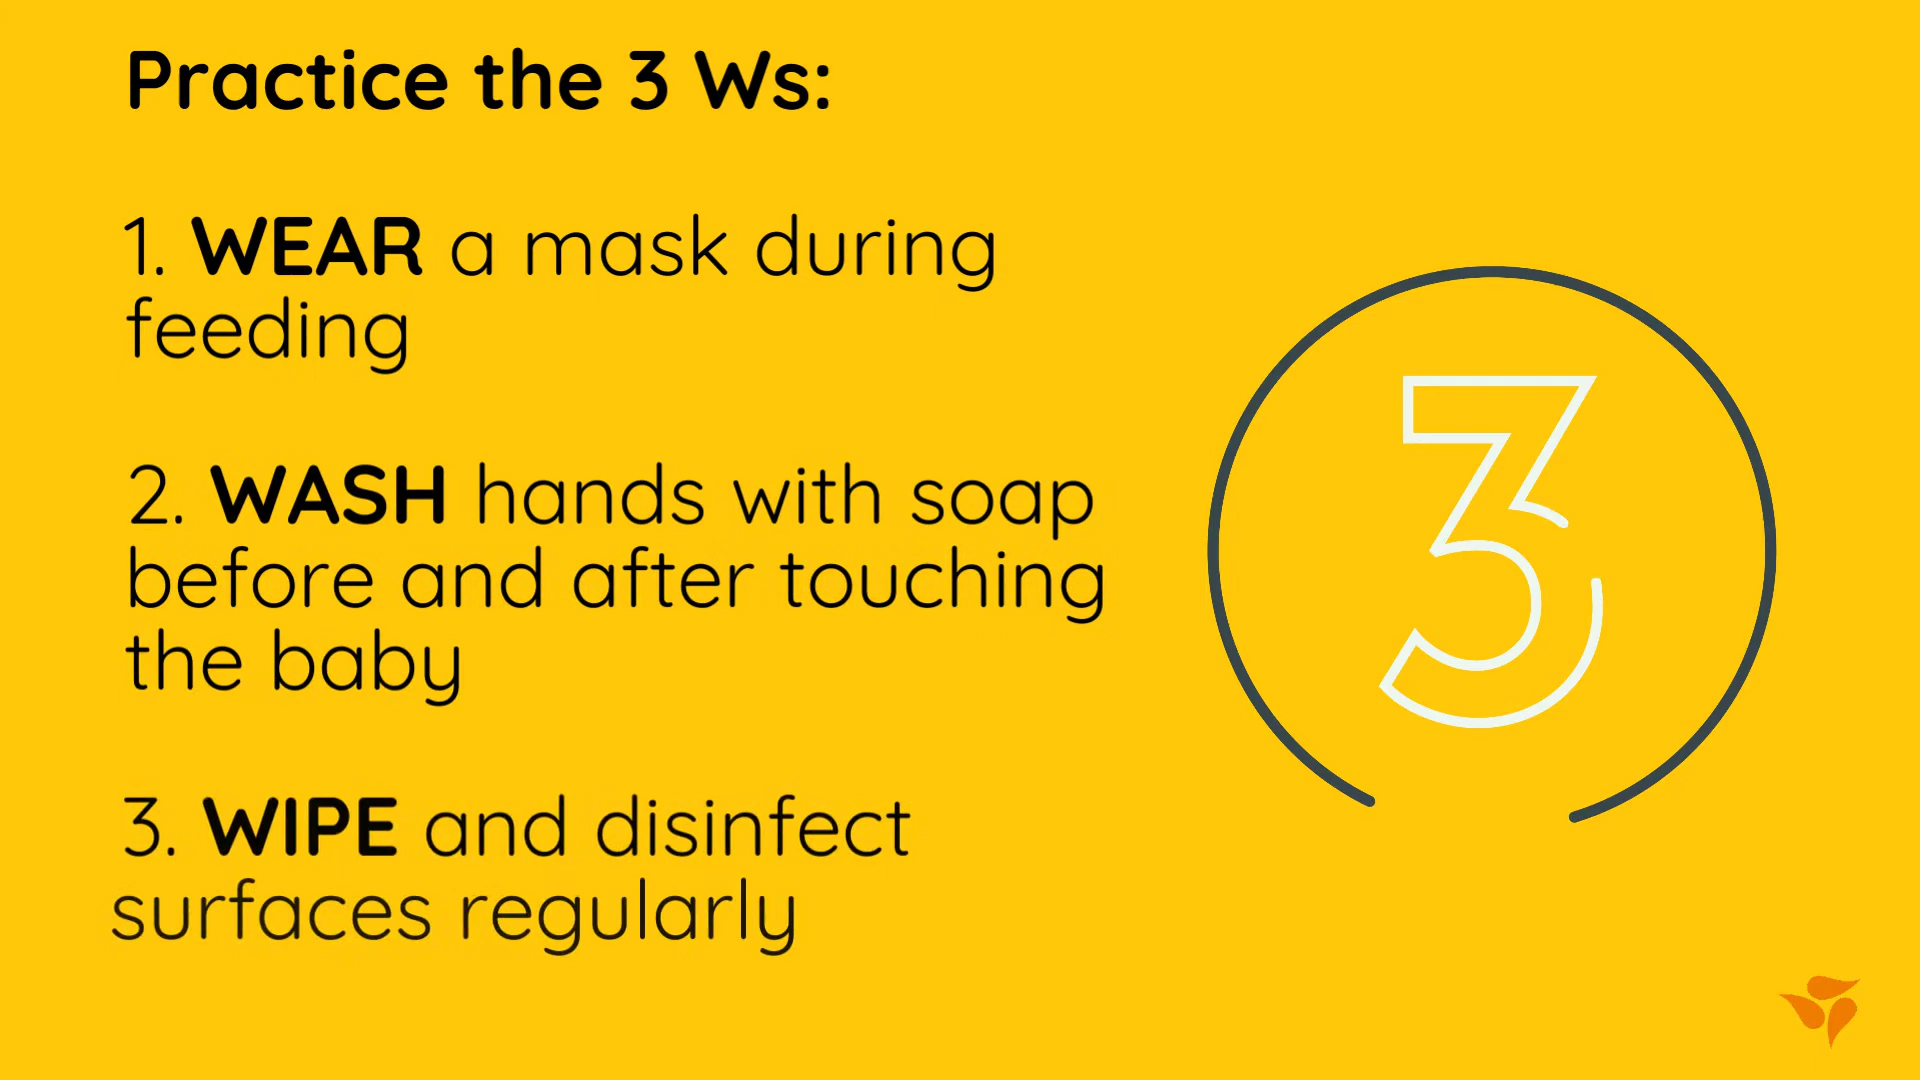 Practice the 3 Ws:
1. WEAR a mask during
feeding
2. WASH hands with soap
before and after touching
the baby
3. WIPE and disinfect
surfaces regularly
3